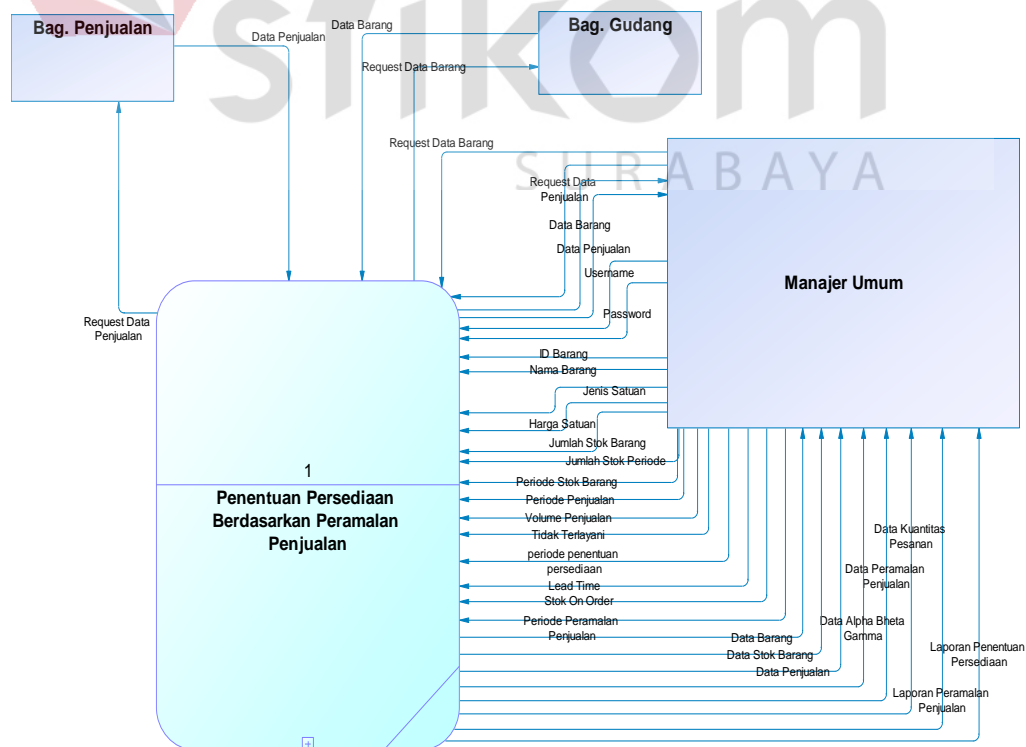 stikom
SURABAYA
Bag. Penjualan
Data Penjualan
Data Barang
Bag. Gudang
Request Data Barang
Request Data Barang
Request Data
Penjualan
Data Barang
Data Penjualan
Username
Password
Manajer Umum
Request Data
Penjualan
ID Barang
Nama Barang
Jenis Satuan
Harga Satuan
Jumlah Stok Barang
Jumlah Stok Periode
Periode Stok Barang
Periode Penjualan
Volume Penjualan
Tidak Terlayani
periode penentuan
persediaan
Lead Time
Stok On Order
Periode Peramalan
Penjualan
1
Penentuan Persediaan
Berdasarkan Peramalan
Penjualan
Data Barang
Data Stok Barang
Data Penjualan
Data Alpha Bheta
Gamma
Data Peramalan
Penjualan
Data Kuantitas
Pesanan
Laporan Peramalan
Penjualan
Laporan Penentuan
Persediaan